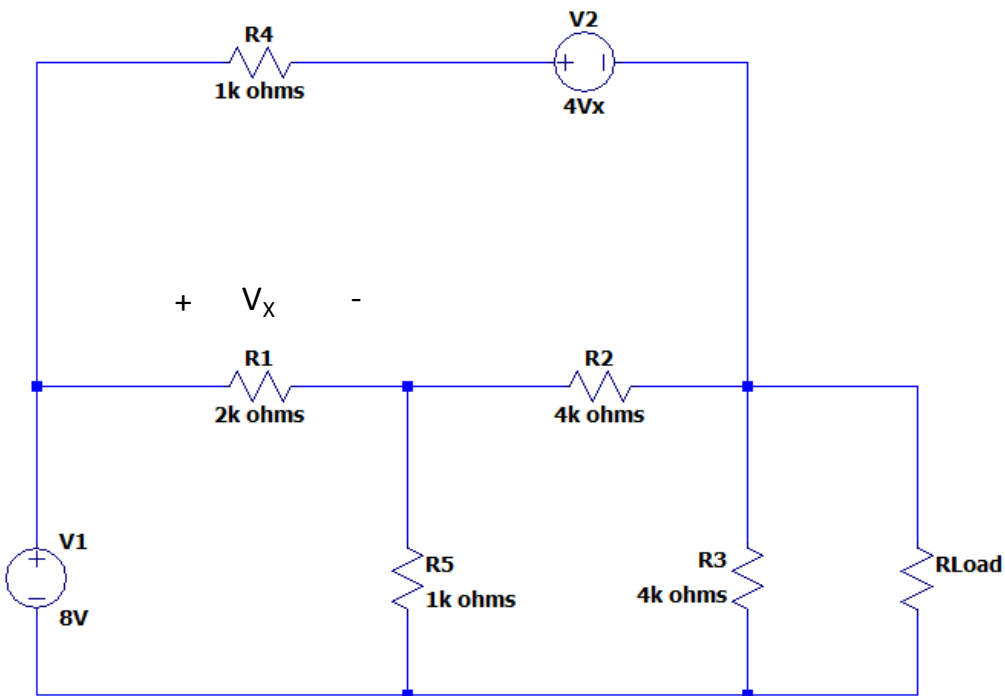 R4
1k ohms
V2
+ -
4Vx
+ VX -
R1
2k ohms
R2
4k ohms
V1
+
-
8V
R5
1k ohms
R3
4k ohms
RLoad